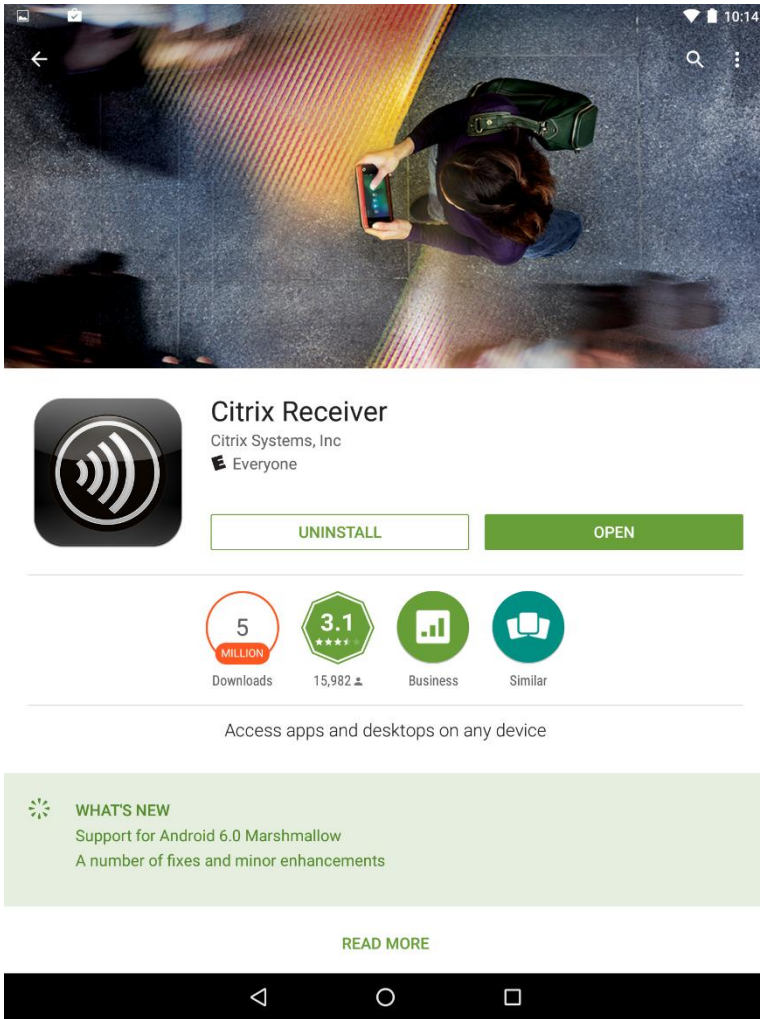 10:14
Citrix Receiver
Citrix Systems, Inc
E Everyone
UNINSTALL
OPEN
5
MILLION
Downloads
3.1
15,982
Business
Similar
Access apps and desktops on any device
WHAT'S NEW
Support for Android 6.0 Marshmallow
A number of fixes and minor enhancements
READ MORE